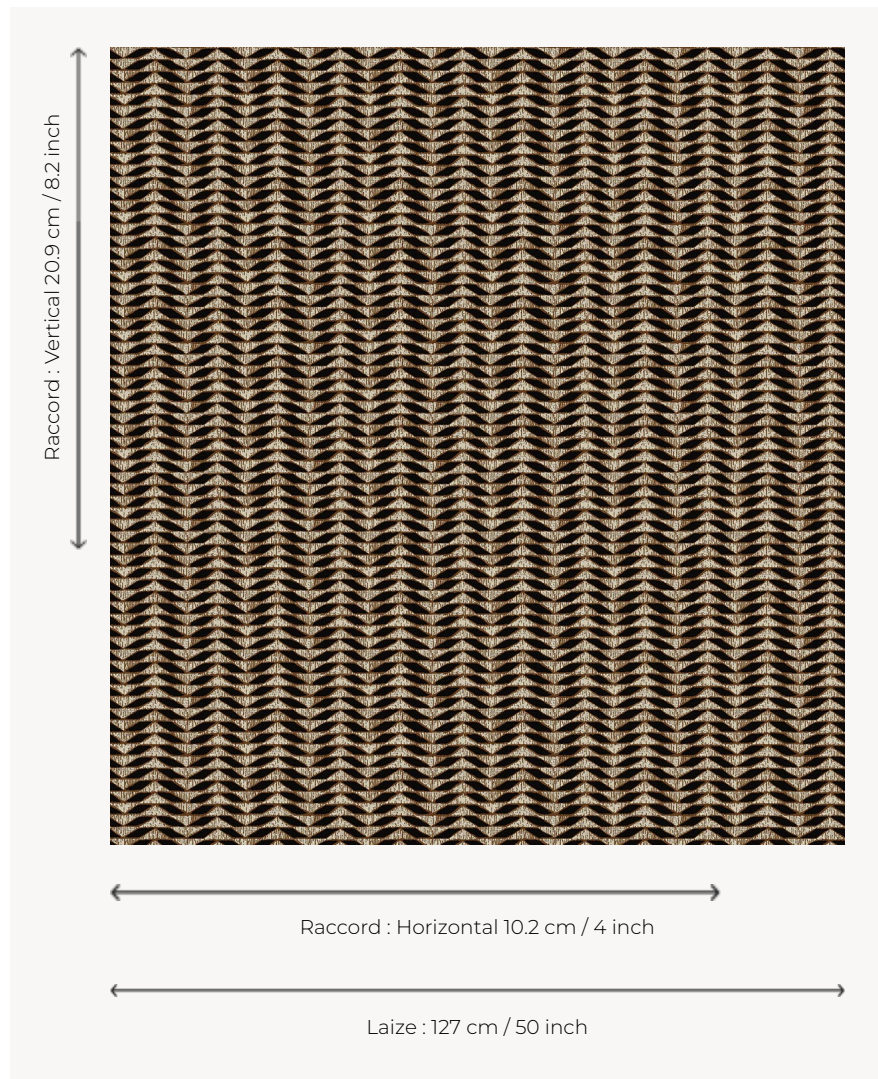 Raccord : Vertical 20.9 cm / 8.2 inch
Raccord : Horizontal 10.2 cm / 4 inch
Laize : 127 cm / 50 inch